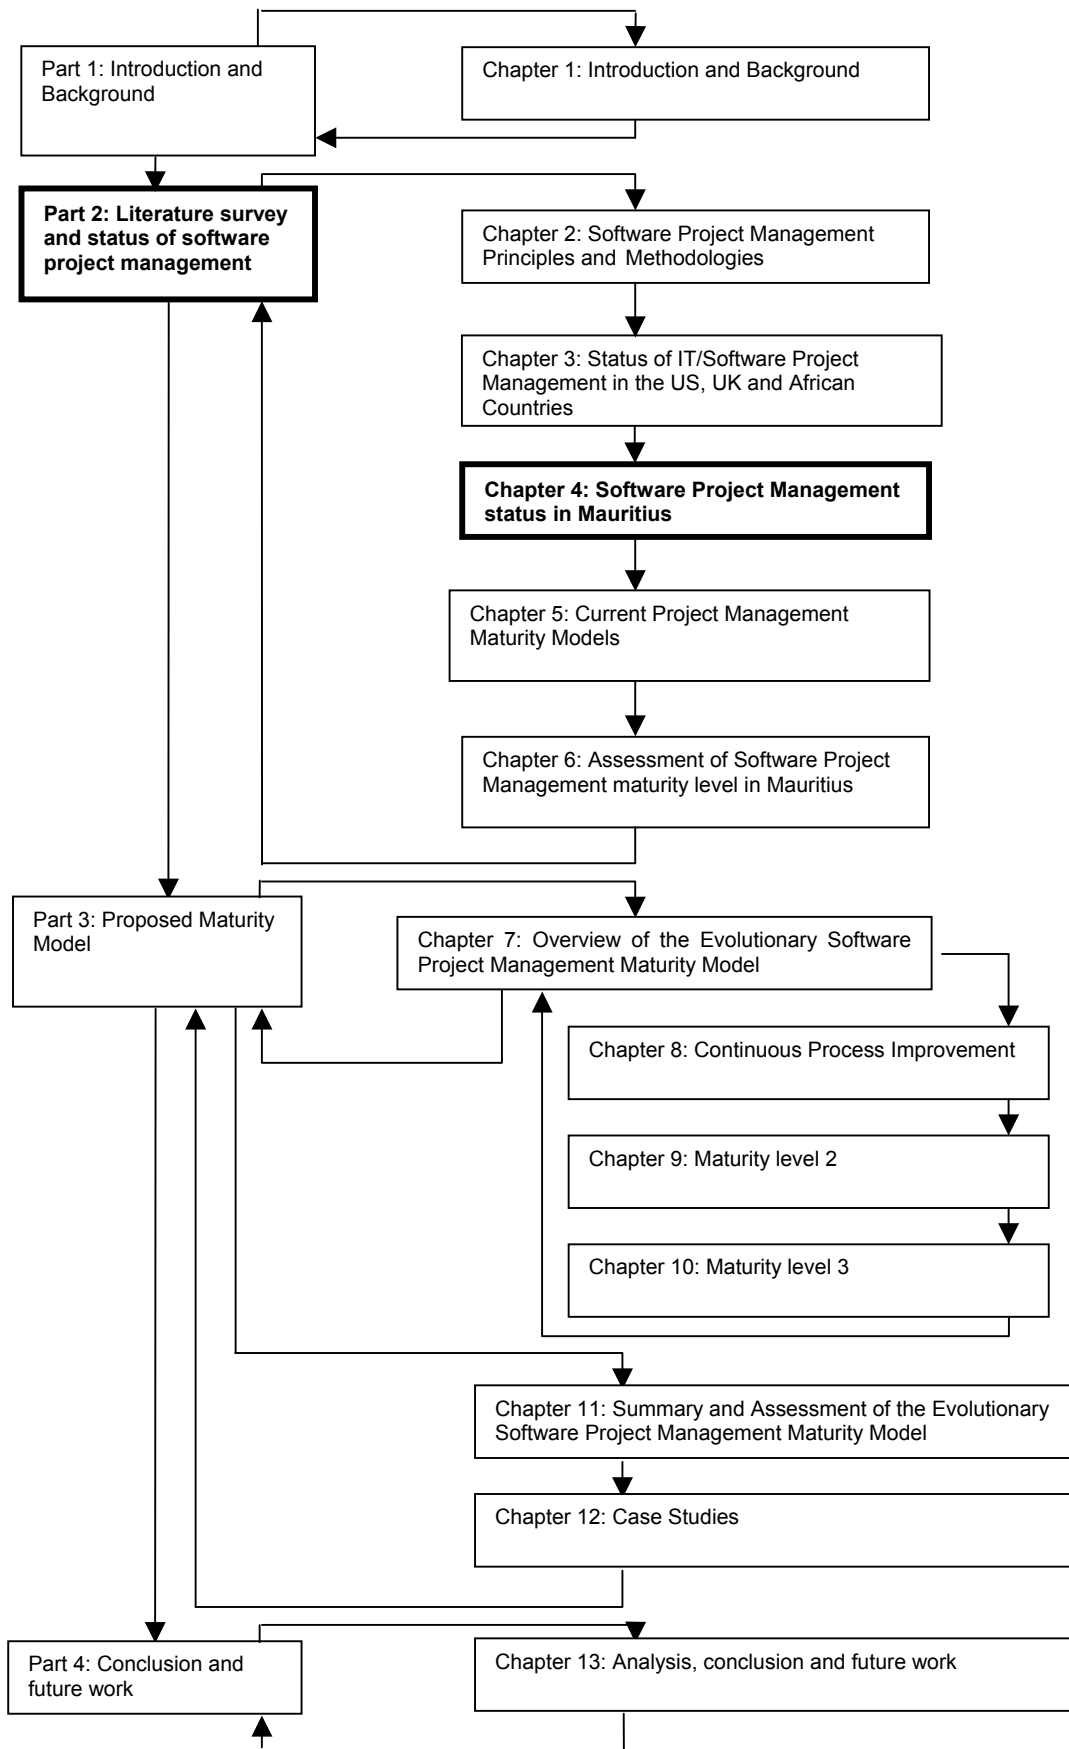 Part 1: Introduction and
Background
Chapter 1: Introduction and Background
Part 2: Literature survey
and status of software
project management
Chapter 2: Software Project Management
Principles and Methodologies
Chapter 3: Status of IT/Software Project
Management in the US, UK and African
Countries
Chapter 4: Software Project Management
status in Mauritius
Chapter 5: Current Project Management
Maturity Models
Chapter 6: Assessment of Software Project
Management maturity level in Mauritius
Part 3: Proposed Maturity
Model
Chapter 7: Overview of the Evolutionary Software
Project Management Maturity Model
Chapter 8: Continuous Process Improvement
Chapter 9: Maturity level 2
Chapter 10: Maturity level 3
Chapter 11: Summary and Assessment of the Evolutionary
Software Project Management Maturity Model
Chapter 12: Case Studies
Part 4: Conclusion and
future work
Chapter 13: Analysis, conclusion and future work